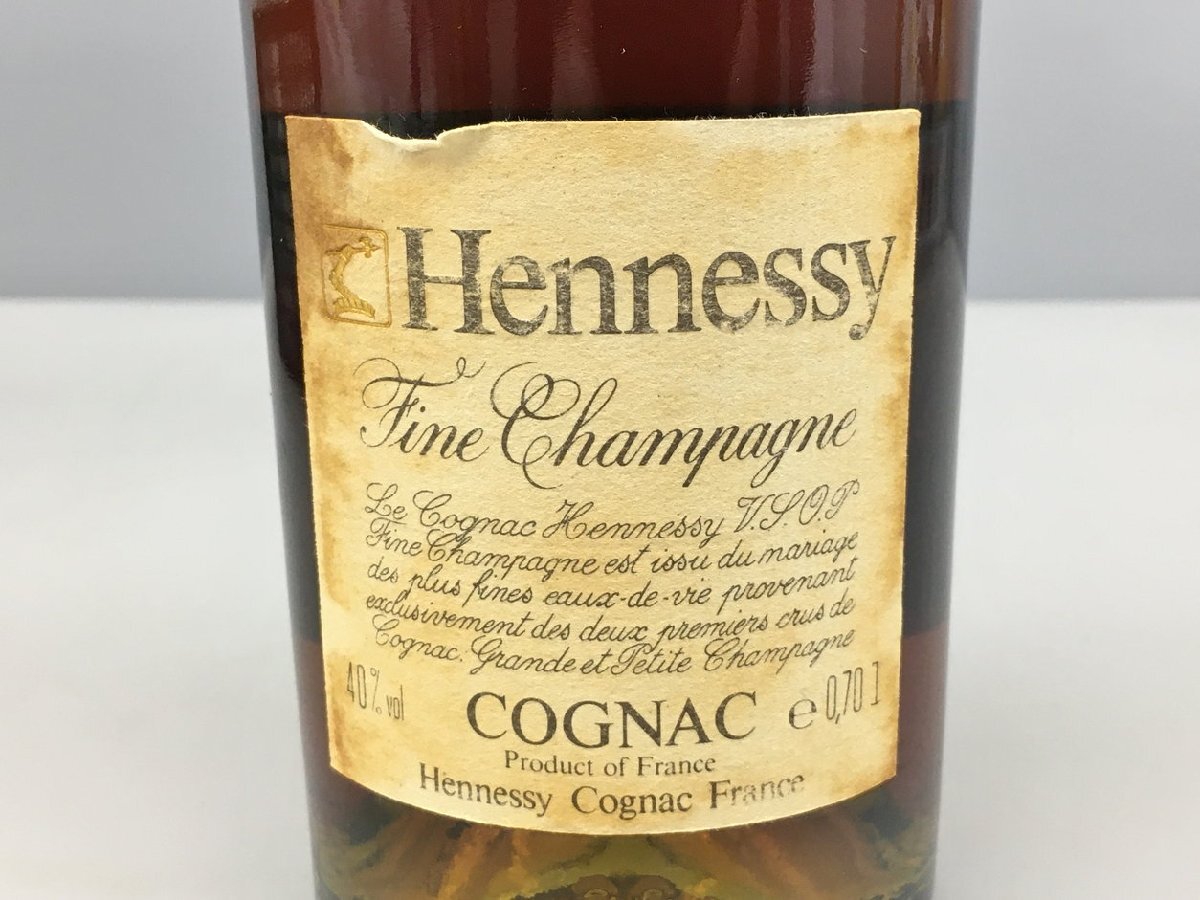 Hennessy
Fine Champagne
Le Cognac Hennessy V.S.O.P
Fine Champagne est issu du mariage
des plus fines eaux-de-vie provenant
exclusivement des deux premiers crus de
Cognac. Grande et Petite Champagne
40% vol
COGNAC
e 0,70 l
Product of France
Hennessy Cognac France